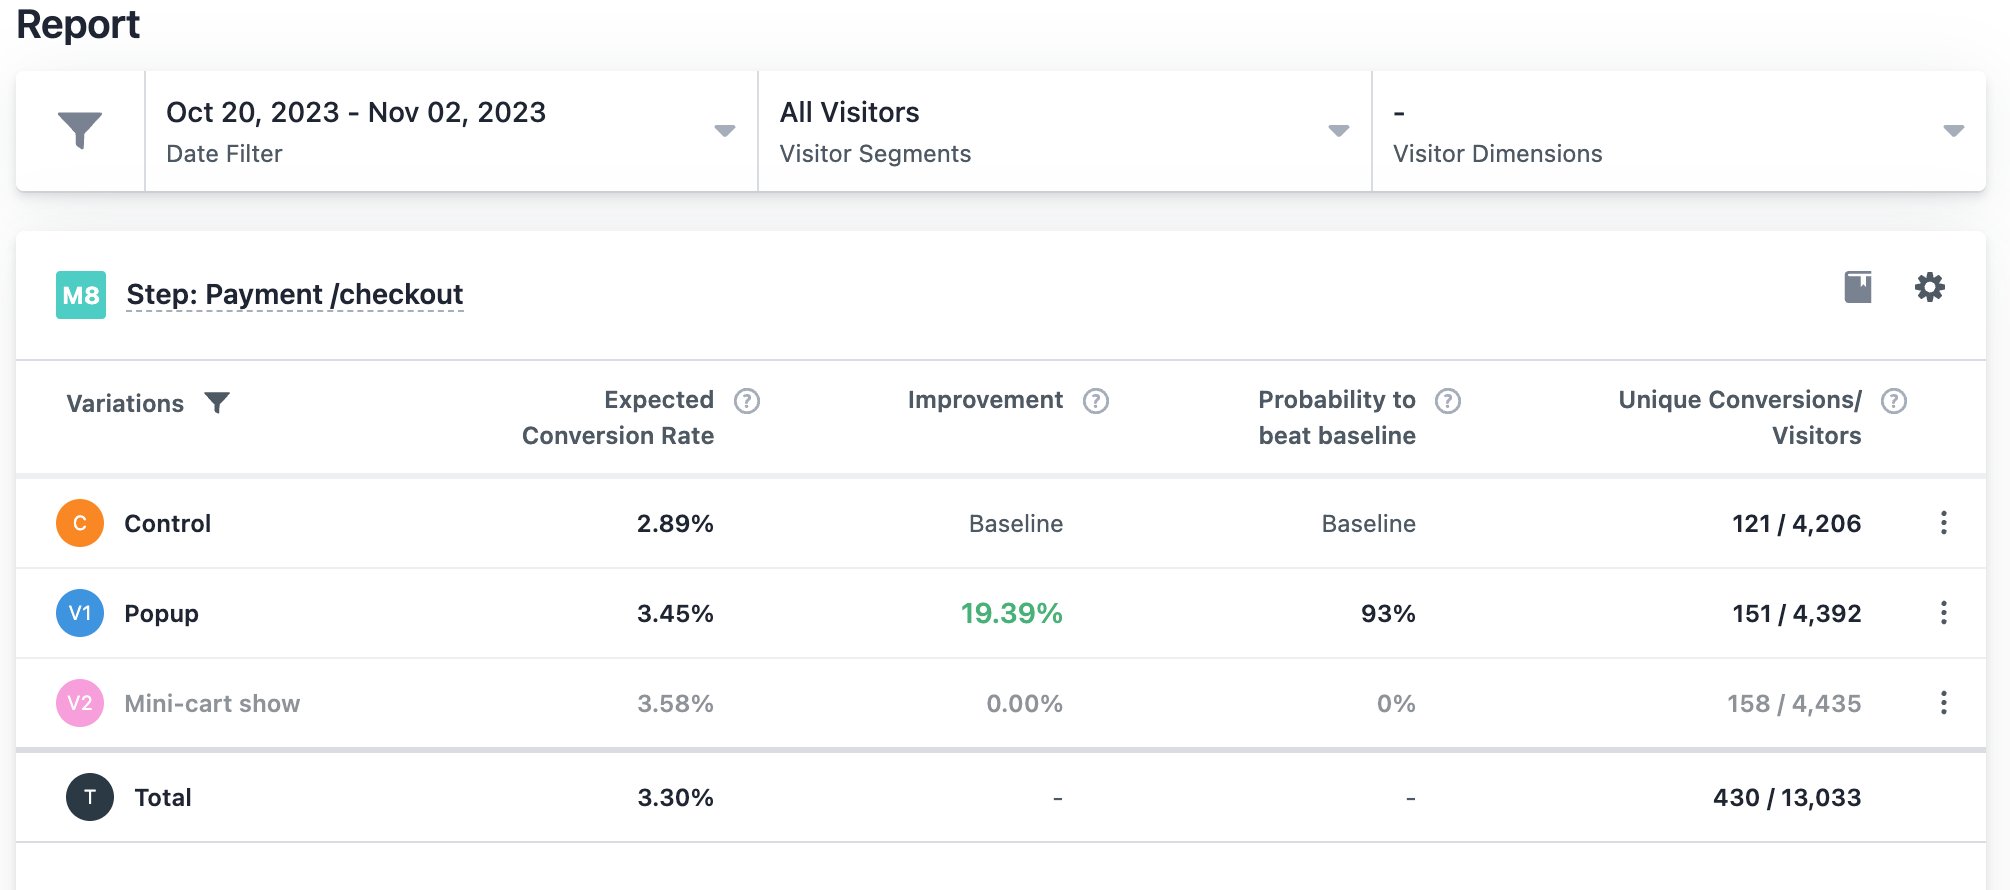 Report
Oct 20, 2023 - Nov 02, 2023
Date Filter
All Visitors
Visitor Segments
-
Visitor Dimensions
M8 Step: Payment /checkout
Variations
Expected ?
Conversion Rate
Improvement ?
Probability to ?
beat baseline
Unique Conversions/ ?
Visitors
C Control 2.89% Baseline Baseline 121 / 4,206
V1 Popup 3.45% 19.39% 93% 151 / 4,392
V2 Mini-cart show 3.58% 0.00% 0% 158 / 4,435
T Total 3.30% - - 430 / 13,033